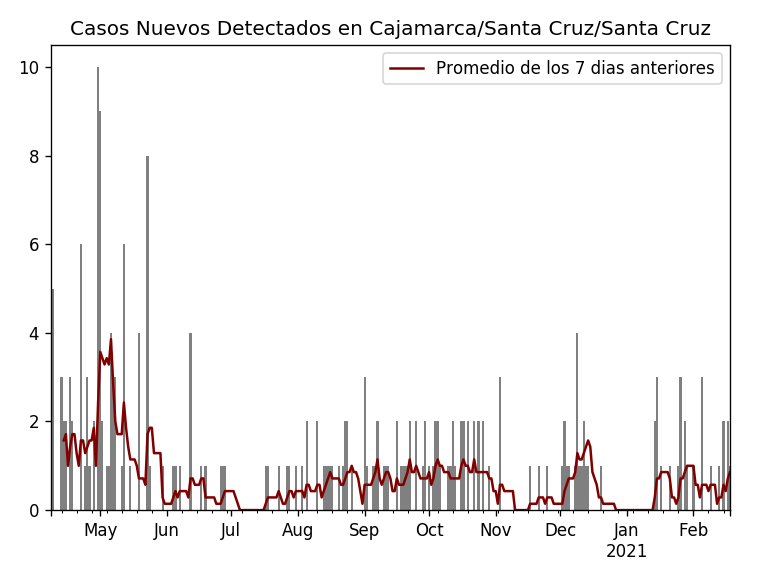 Casos Nuevos Detectados en Cajamarca/Santa Cruz/Santa Cruz
Promedio de los 7 dias anteriores
10
8
6
4
2
0
May Jun Jul Aug Sep Oct Nov Dec Jan Feb
2021